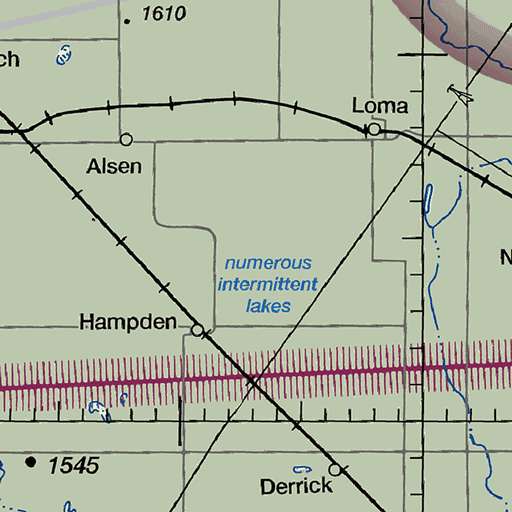 1610
ch
Loma
Alsen
numerous
intermittent
lakes
N
Hampden
1545
Derrick